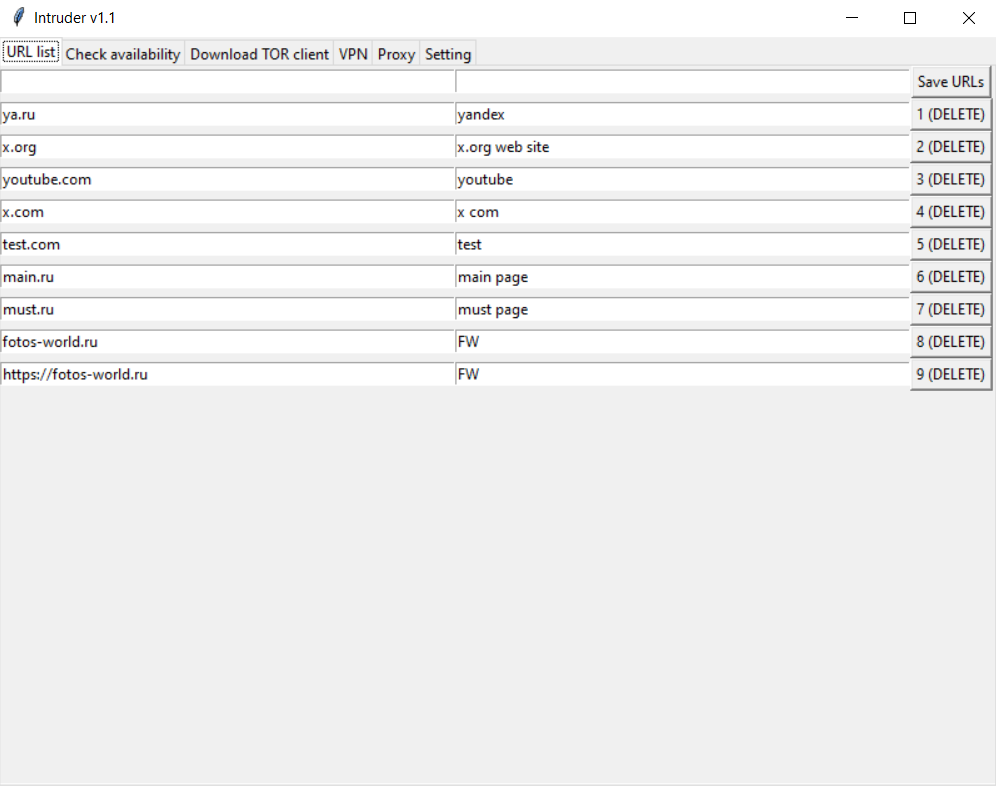 Intruder v1.1
URL list Check availability Download TOR client VPN Proxy Setting
Save URLs
ya.ru yandex 1 (DELETE)
x.org x.org web site 2 (DELETE)
youtube.com youtube 3 (DELETE)
x.com x com 4 (DELETE)
test.com test 5 (DELETE)
main.ru main page 6 (DELETE)
must.ru must page 7 (DELETE)
fotos-world.ru FW 8 (DELETE)
https://fotos-world.ru FW 9 (DELETE)